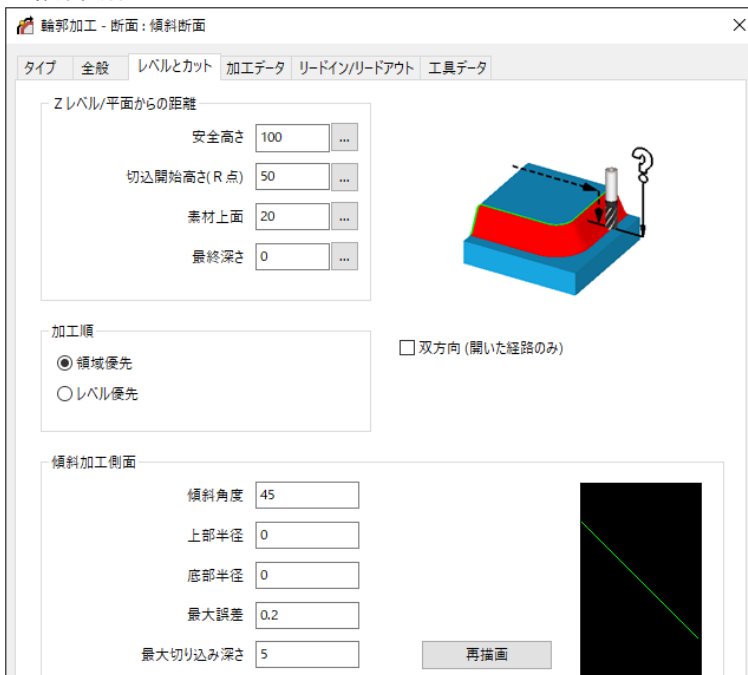 輪郭加工 - 断面 : 傾斜断面
タイプ 全般 レベルとカット 加工データ リードイン/リードアウト 工具データ
Z レベル/平面からの距離
安全高さ 100 ...
切込開始高さ(R 点) 50 ...
素材上面 20 ...
最終深さ 0 ...
加工順
領域優先
レベル優先
双方向 (開いた経路のみ)
傾斜加工側面
傾斜角度 45
上部半径 0
底部半径 0
最大誤差 0.2
最大切り込み深さ 5
再描画